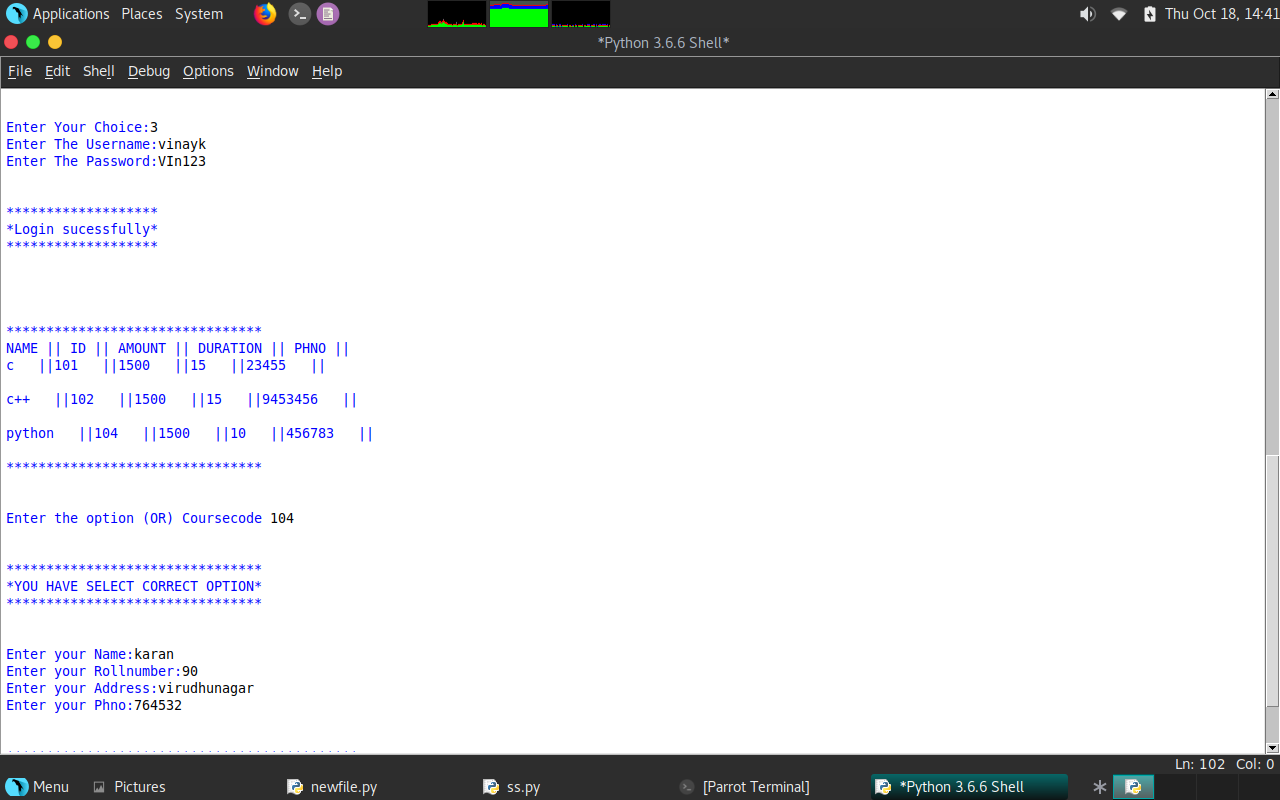 Applications Places System Thu Oct 18, 14:41
*Python 3.6.6 Shell*
File Edit Shell Debug Options Window Help
Enter Your Choice:3
Enter The Username:vinayk
Enter The Password:VIn123
*******************
*Login sucessfully*
*******************
********************************
NAME || ID || AMOUNT || DURATION || PHNO ||
c   ||101   ||1500   ||15   ||23455   ||
c++   ||102   ||1500   ||15   ||9453456   ||
python   ||104   ||1500   ||10   ||456783   ||
********************************
Enter the option (OR) Coursecode 104
********************************
*YOU HAVE SELECT CORRECT OPTION*
********************************
Enter your Name:karan
Enter your Rollnumber:90
Enter your Address:virudhunagar
Enter your Phno:764532
Ln: 102 Col: 0
Menu Pictures newfile.py ss.py [Parrot Terminal] *Python 3.6.6 Shell